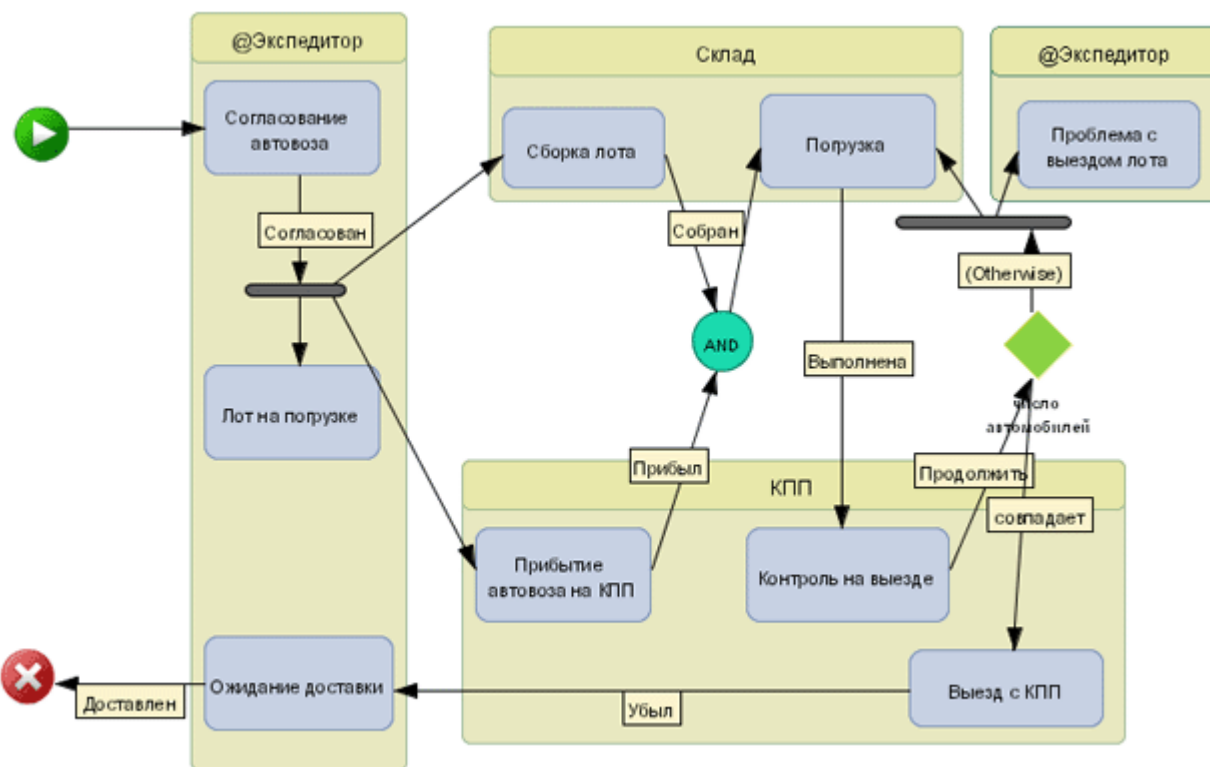 @Экспедитор
Согласование
автовоза
Согласован
Лот на погрузке
Ожидание доставки
Доставлен
Склад
Сборка лота
Погрузка
Собран
AND
Выполнена
@Экспедитор
Проблема с
выездом лота
(Otherwise)
число
автомобилей
КПП
Прибыл
Продолжить
совпадает
Прибытие
автовоза на КПП
Контроль на выезде
Выезд с КПП
Убыл